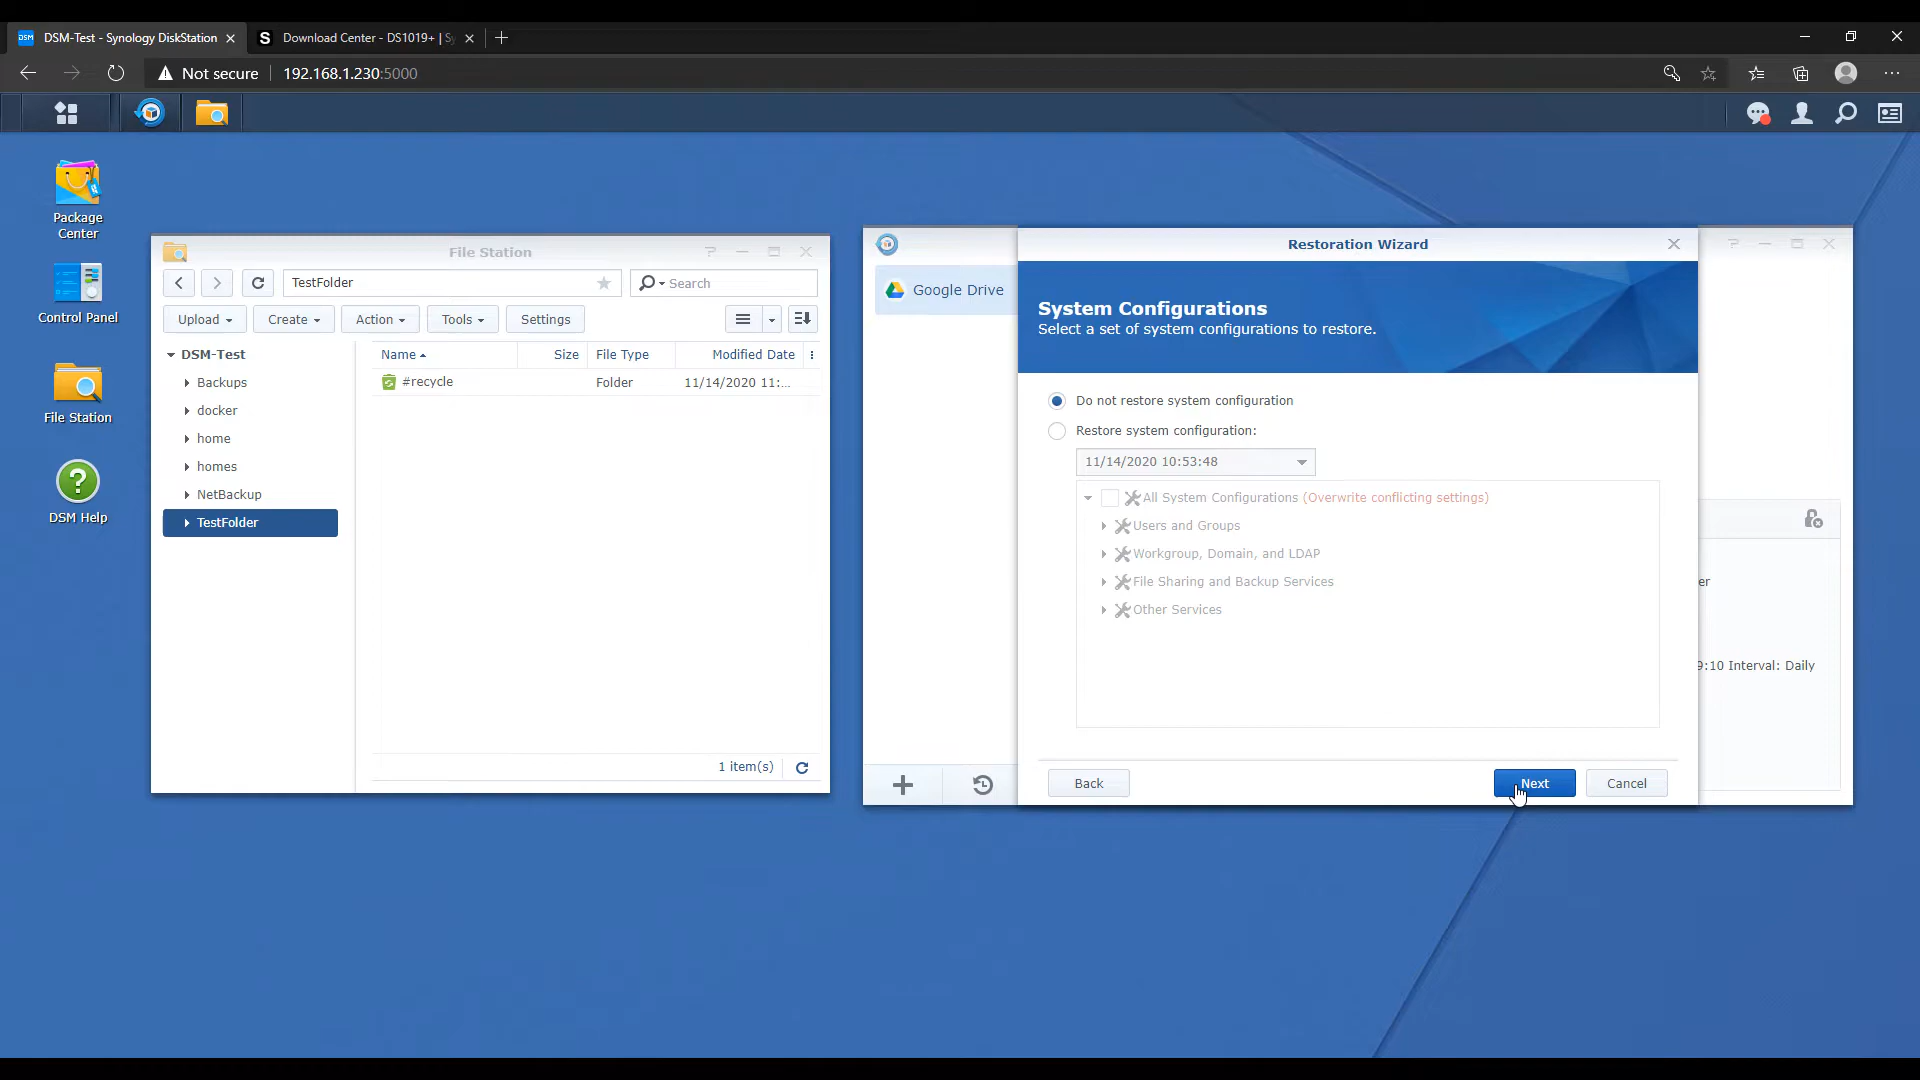 DSM-Test - Synology DiskStation
Download Center - DS1019+ | Sy
Not secure
192.168.1.230:5000
Package
Center
Control Panel
File Station
DSM Help
File Station
TestFolder
Search
Upload
Create
Action
Tools
Settings
DSM-Test
Backups
docker
home
homes
NetBackup
TestFolder
Name
Size
File Type
Modified Date
#recycle
Folder
11/14/2020 11:...
1 item(s)
Google Drive
Restoration Wizard
System Configurations
Select a set of system configurations to restore.
Do not restore system configuration
Restore system configuration:
11/14/2020 10:53:48
All System Configurations (Overwrite conflicting settings)
Users and Groups
Workgroup, Domain, and LDAP
File Sharing and Backup Services
Other Services
Back
Next
Cancel
er
9:10 Interval: Daily